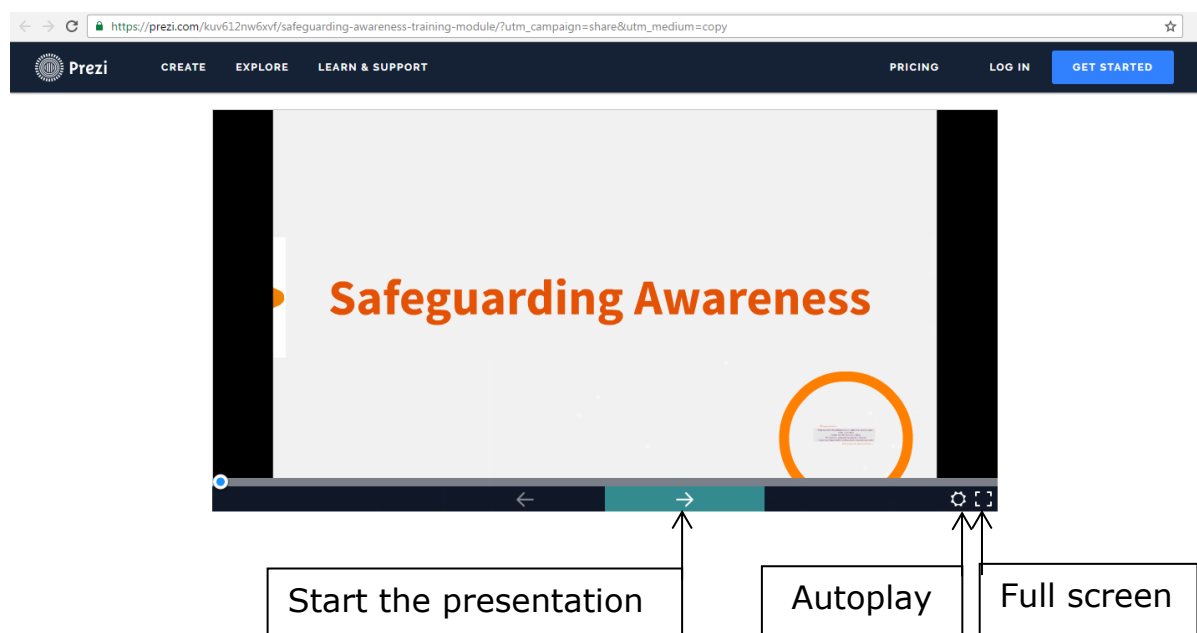 https://prezi.com/kuv612nw6xvf/safeguarding-awareness-training-module/?utm_campaign=share&utm_medium=copy
Prezi CREATE EXPLORE LEARN & SUPPORT PRICING LOG IN GET STARTED
Safeguarding Awareness
Start the presentation Autoplay Full screen